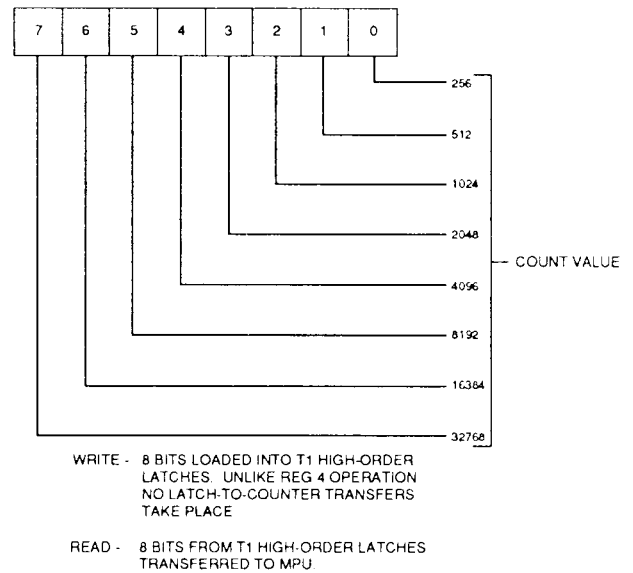 7 6 5 4 3 2 1 0
256
512
1024
2048
COUNT VALUE
4096
8192
16384
32768
WRITE - 8 BITS LOADED INTO T1 HIGH-ORDER
LATCHES. UNLIKE REG 4 OPERATION
NO LATCH-TO-COUNTER TRANSFERS
TAKE PLACE
READ - 8 BITS FROM T1 HIGH-ORDER LATCHES
TRANSFERRED TO MPU.